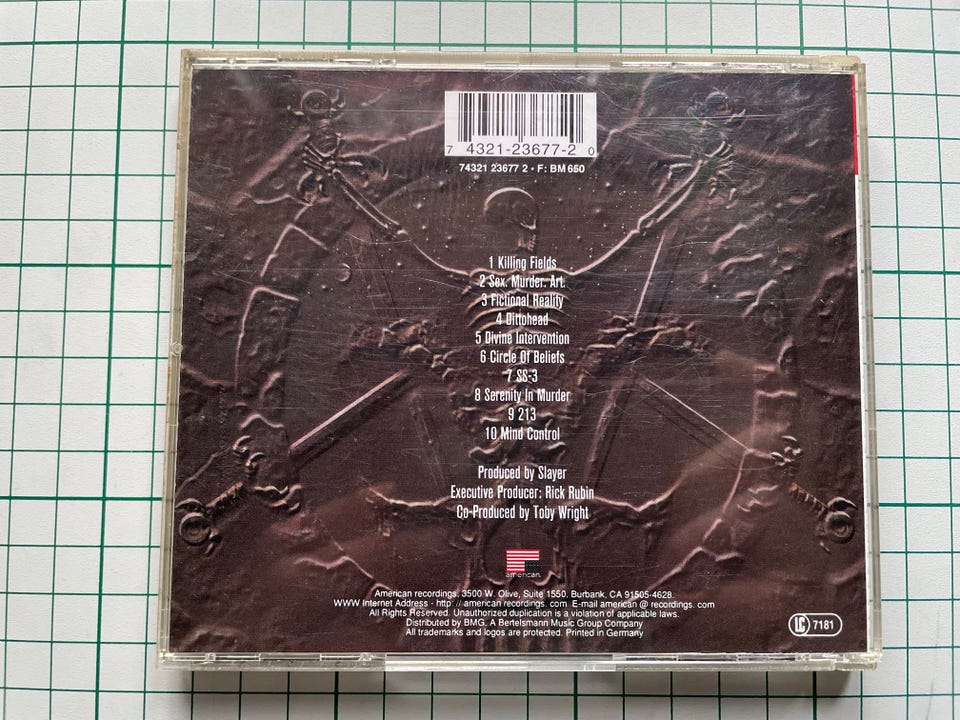 7 4321-23677-2 0
74321 23677 2 • F: BM 650
1 Killing Fields
2 Sex. Murder. Art.
3 Fictional Reality
4 Dittohead
5 Divine Intervention
6 Circle Of Beliefs
7 SS-3
8 Serenity In Murder
9 213
10 Mind Control
Produced by Slayer
Executive Producer: Rick Rubin
Co-Produced by Toby Wright
american
American recordings. 3500 W. Olive, Suite 1550. Burbank, CA 91505-4628.
WWW Internet Address - http: // american recordings. com E-mail american @ recordings. com
All Rights Reserved. Unauthorized duplication is a violation of applicable laws.
Distributed by BMG. A Bertelsmann Music Group Company
All trademarks and logos are protected. Printed in Germany
LC 7181